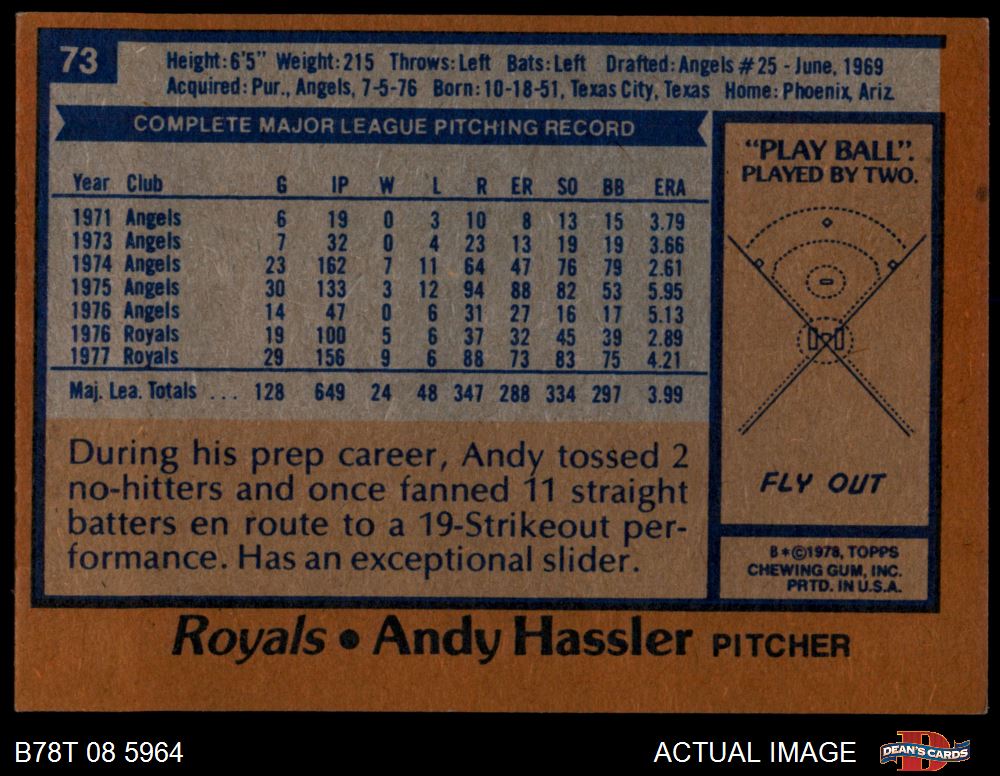 73
Height: 6'5" Weight: 215 Throws: Left Bats: Left Drafted: Angels #25 - June, 1969
Acquired: Pur., Angels, 7-5-76 Born: 10-18-51, Texas City, Texas Home: Phoenix, Ariz.
COMPLETE MAJOR LEAGUE PITCHING RECORD
Year Club G IP W L R ER SO BB ERA
1971 Angels 6 19 0 3 10 8 13 15 3.79
1973 Angels 7 32 0 4 23 13 19 19 3.66
1974 Angels 23 162 7 11 64 47 76 79 2.61
1975 Angels 30 133 3 12 94 88 82 53 5.95
1976 Angels 14 47 0 6 31 27 16 17 5.13
1976 Royals 19 100 5 6 37 32 45 39 2.89
1977 Royals 29 156 9 6 88 73 83 75 4.21
Maj. Lea. Totals ... 128 649 24 48 347 288 334 297 3.99
During his prep career, Andy tossed 2
no-hitters and once fanned 11 straight
batters en route to a 19-Strikeout per-
formance. Has an exceptional slider.
"PLAY BALL".
PLAYED BY TWO.
FLY OUT
B*©1978, TOPPS
CHEWING GUM, INC.
PRTD. IN U.S.A.
Royals • Andy Hassler PITCHER
B78T 08 5964
ACTUAL IMAGE
D
DEAN'S CARDS